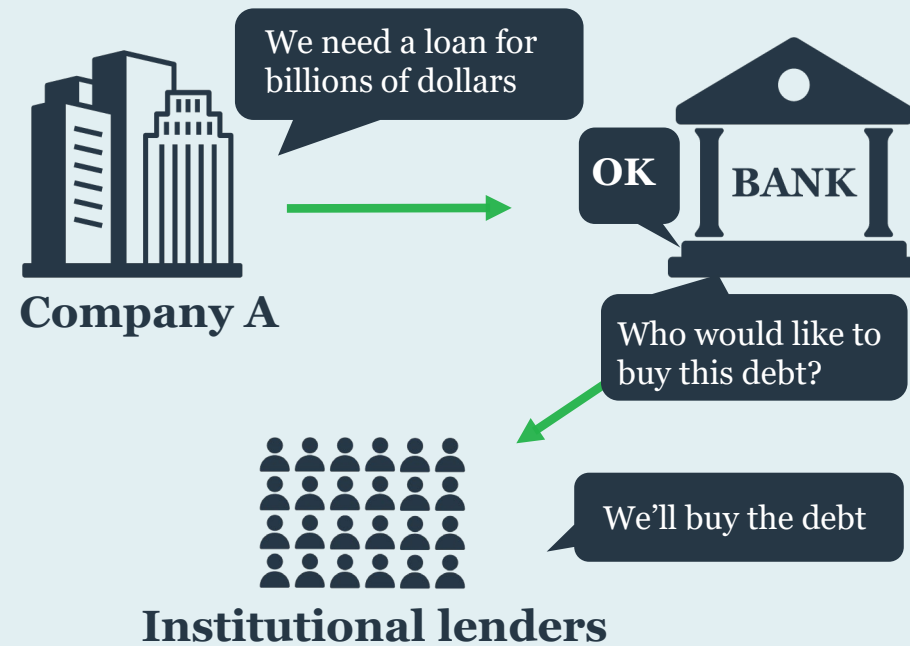 We need a loan for
billions of dollars
OK
BANK
Company A
Who would like to
buy this debt?
We’ll buy the debt
Institutional lenders